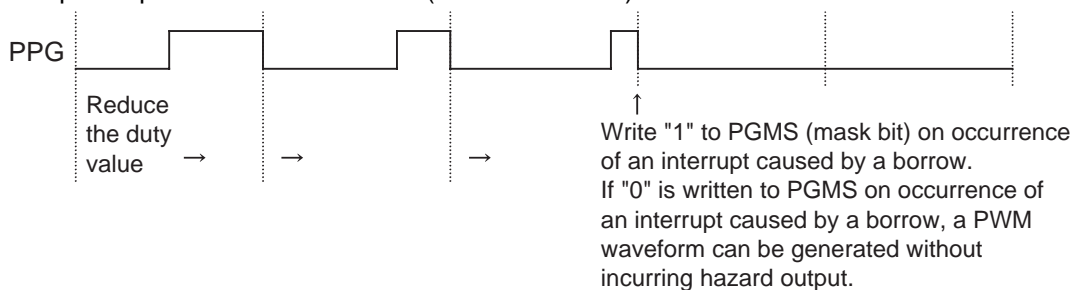 PPG
Reduce
the duty
value → → →
↑
Write "1" to PGMS (mask bit) on occurrence
of an interrupt caused by a borrow.
If "0" is written to PGMS on occurrence of
an interrupt caused by a borrow, a PWM
waveform can be generated without
incurring hazard output.